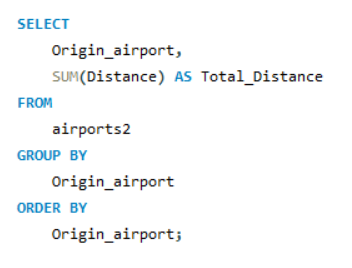 SELECT
    Origin_airport,
    SUM(Distance) AS Total_Distance
FROM
    airports2
GROUP BY
    Origin_airport
ORDER BY
    Origin_airport;